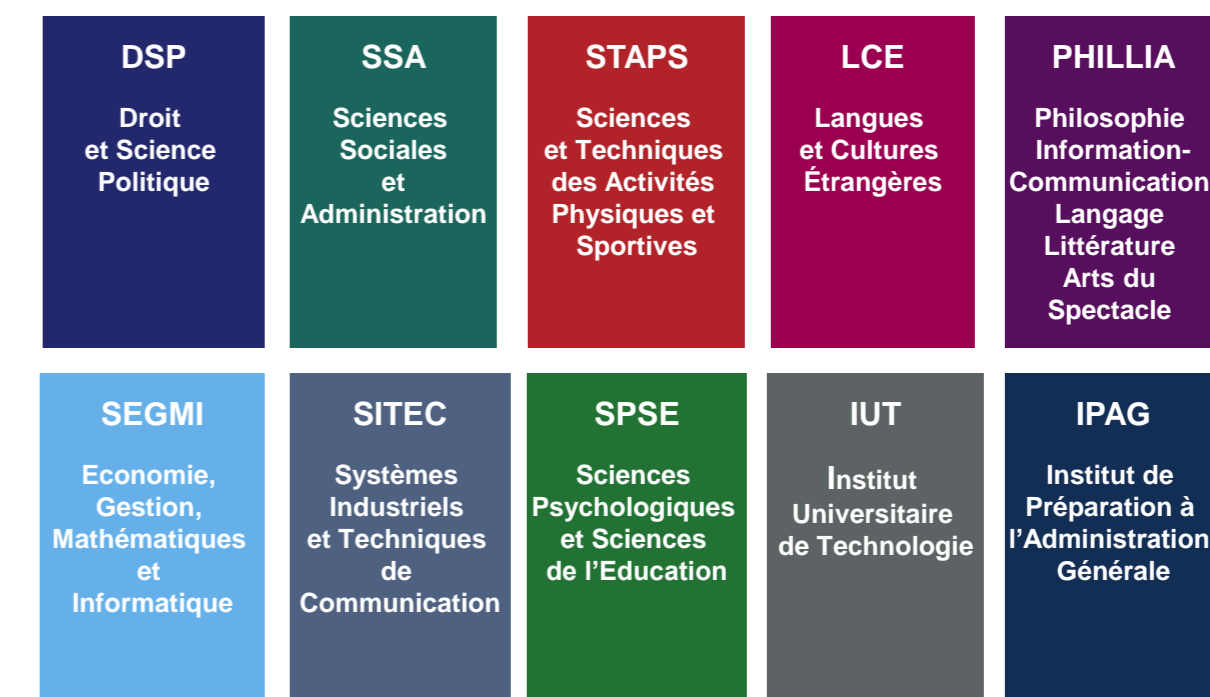 DSP
Droit
et Science
Politique
SSA
Sciences
Sociales
et
Administration
STAPS
Sciences
et Techniques
des Activités
Physiques et
Sportives
LCE
Langues
et Cultures
Étrangères
PHILLIA
Philosophie
Information-
Communication
Langage
Littérature
Arts du
Spectacle
SEGMI
Economie,
Gestion,
Mathématiques
et
Informatique
SITEC
Systèmes
Industriels
et Techniques
de
Communication
SPSE
Sciences
Psychologiques
et Sciences
de l’Education
IUT
Institut
Universitaire
de Technologie
IPAG
Institut de
Préparation à
l’Administration
Générale